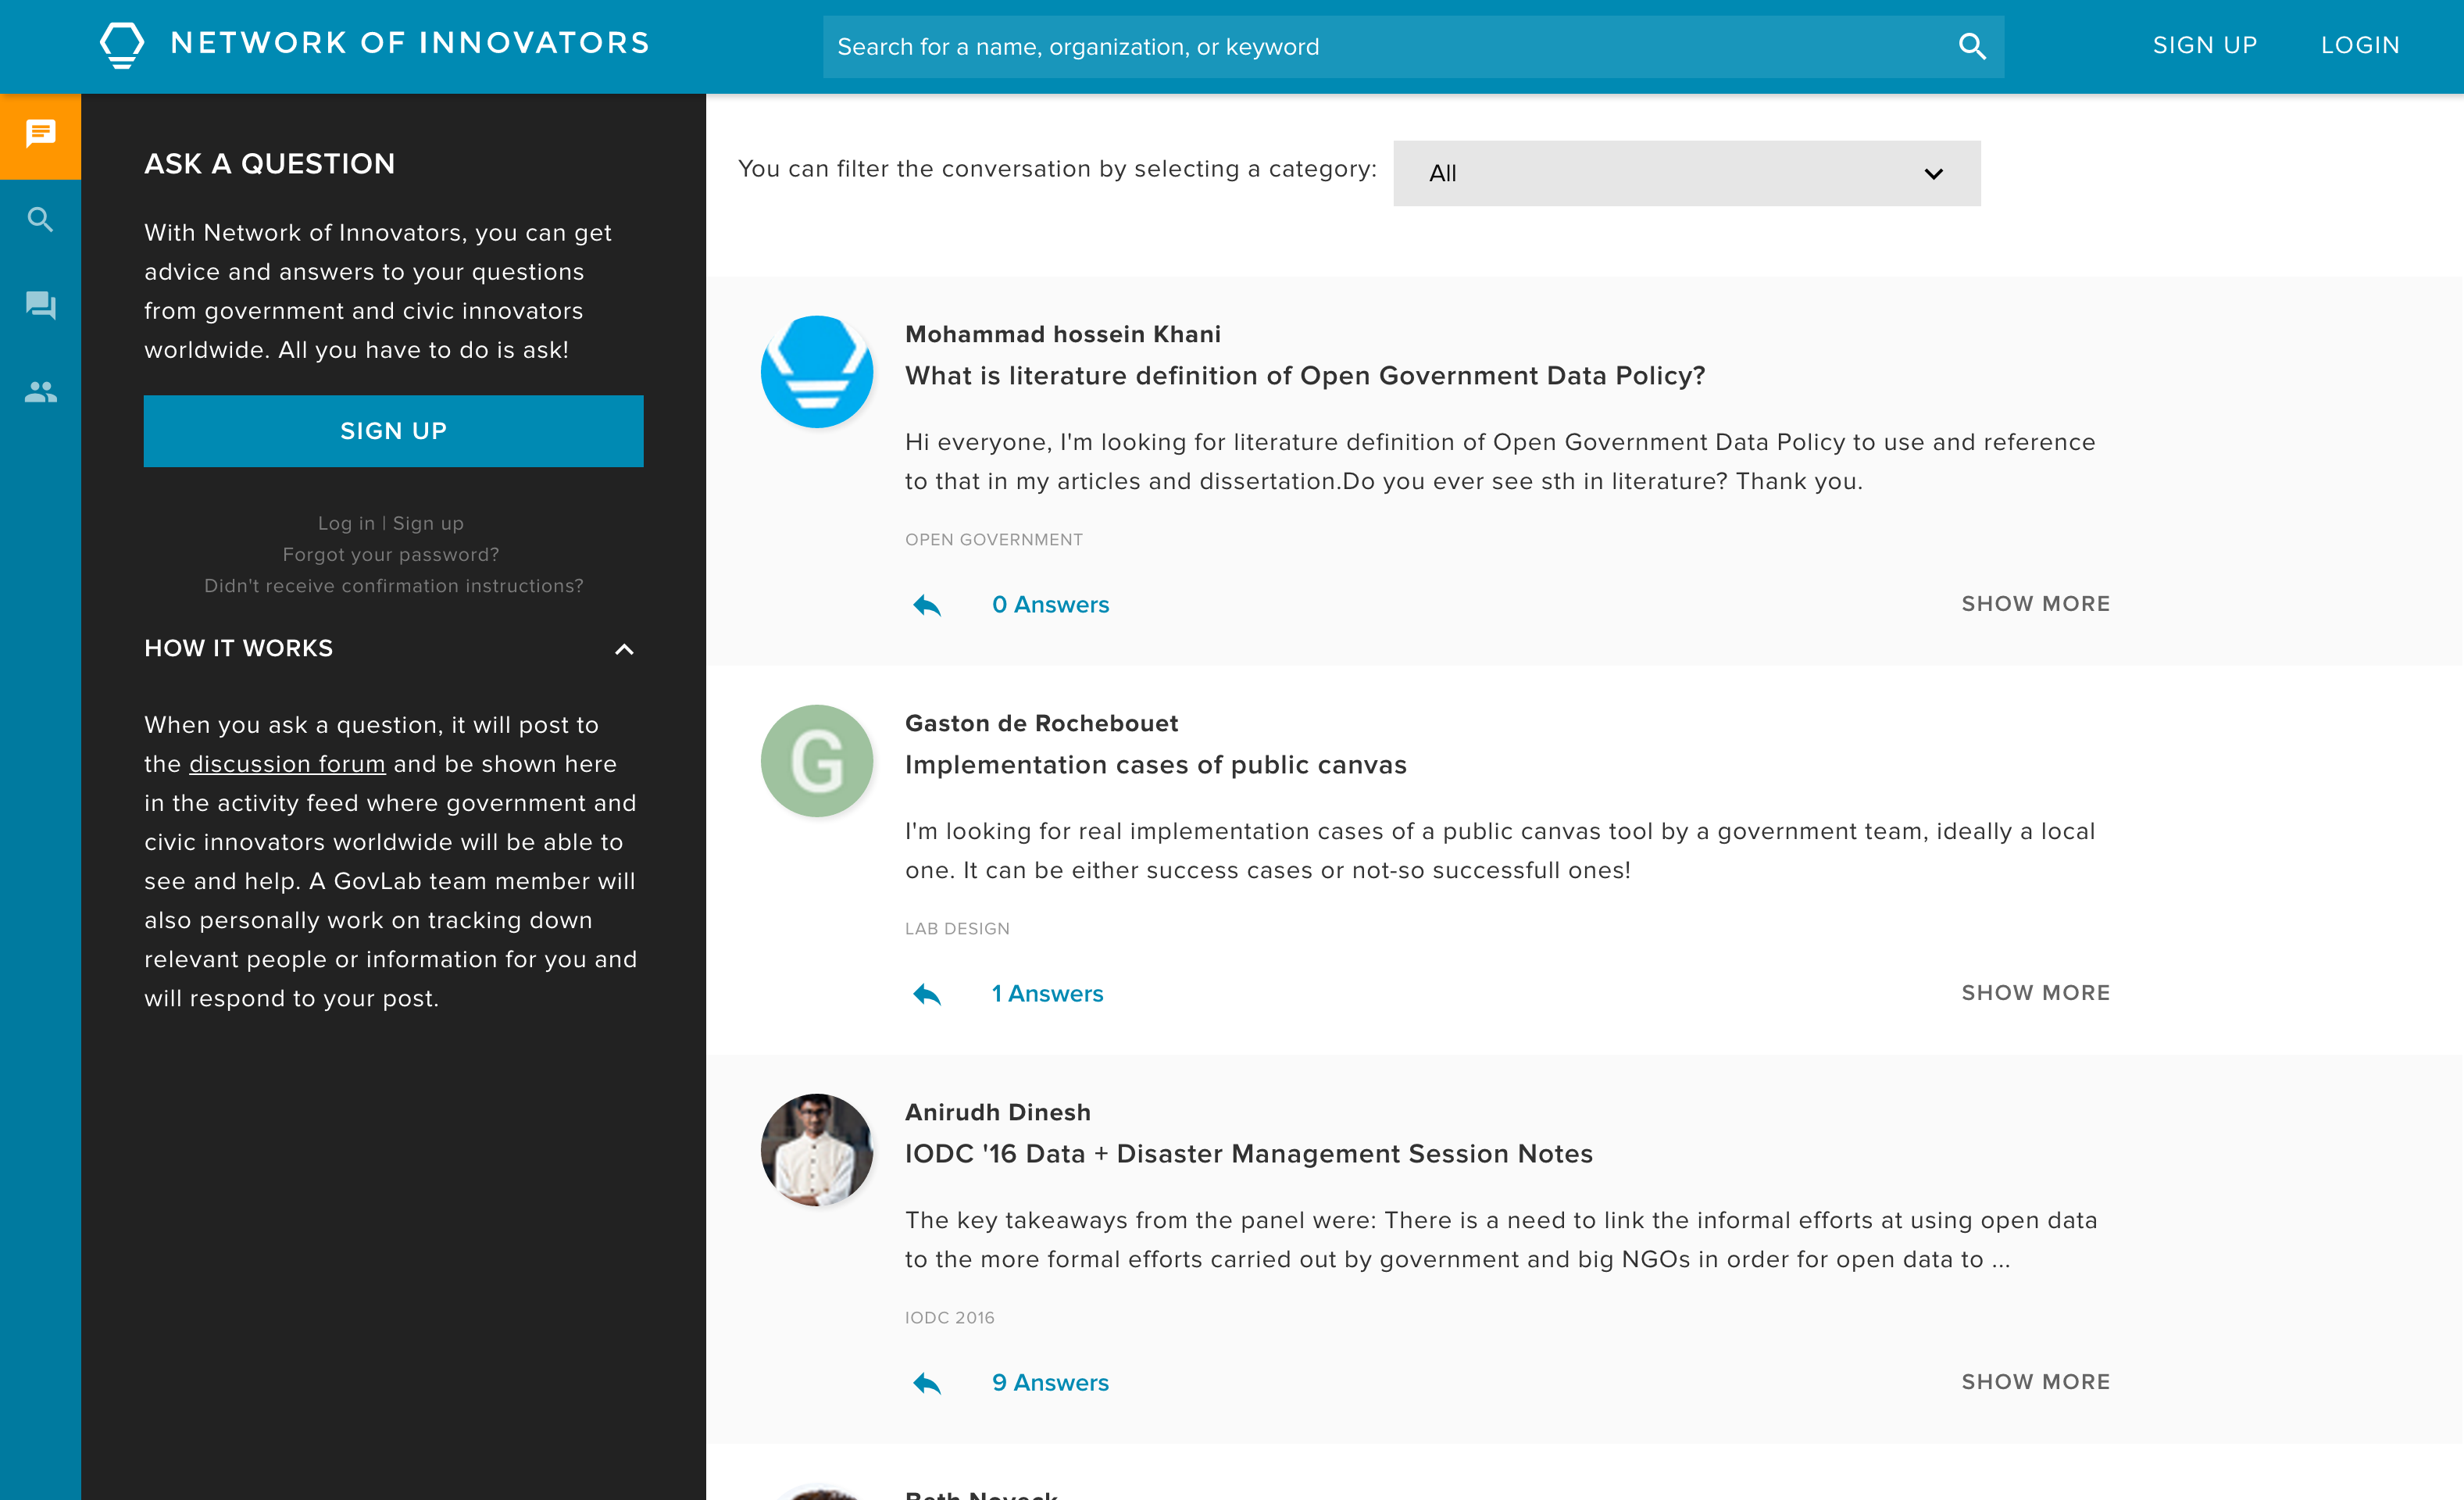 NETWORK OF INNOVATORS
Search for a name, organization, or keyword
SIGN UP
LOGIN
ASK A QUESTION
With Network of Innovators, you can get
advice and answers to your questions
from government and civic innovators
worldwide. All you have to do is ask!
SIGN UP
Log in | Sign up
Forgot your password?
Didn't receive confirmation instructions?
HOW IT WORKS
When you ask a question, it will post to
the discussion forum and be shown here
in the activity feed where government and
civic innovators worldwide will be able to
see and help. A GovLab team member will
also personally work on tracking down
relevant people or information for you and
will respond to your post.
You can filter the conversation by selecting a category:
All
Mohammad hossein Khani
What is literature definition of Open Government Data Policy?
Hi everyone, I'm looking for literature definition of Open Government Data Policy to use and reference
to that in my articles and dissertation.Do you ever see sth in literature? Thank you.
OPEN GOVERNMENT
0 Answers
SHOW MORE
G
Gaston de Rochebouet
Implementation cases of public canvas
I'm looking for real implementation cases of a public canvas tool by a government team, ideally a local
one. It can be either success cases or not-so successfull ones!
LAB DESIGN
1 Answers
SHOW MORE
Anirudh Dinesh
IODC '16 Data + Disaster Management Session Notes
The key takeaways from the panel were: There is a need to link the informal efforts at using open data
to the more formal efforts carried out by government and big NGOs in order for open data to ...
IODC 2016
9 Answers
SHOW MORE
Beth Noveck